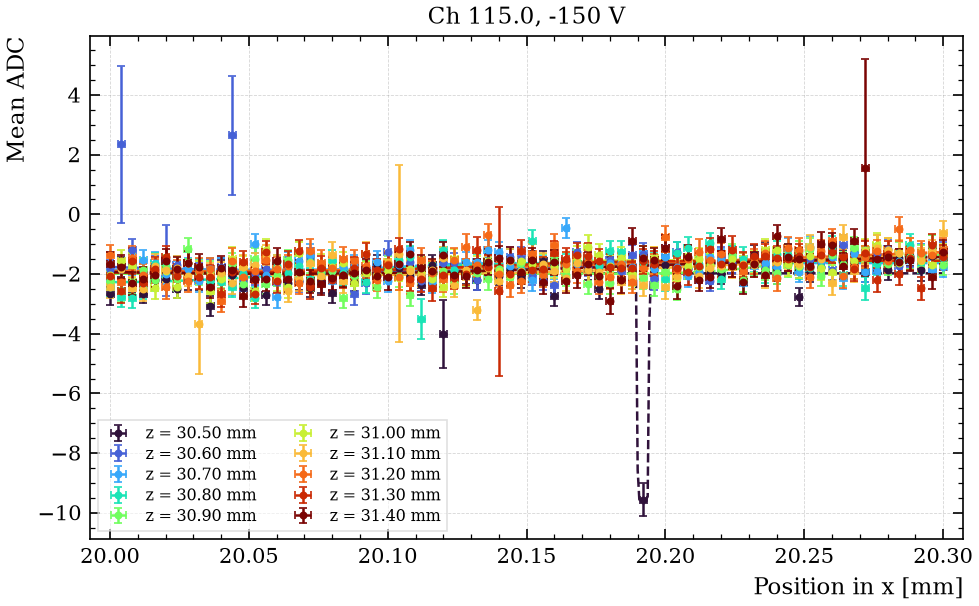 Ch 115.0, -150 V
Mean ADC
4
2
0
−2
−4
−6
−8
−10
z = 30.50 mm
z = 30.60 mm
z = 30.70 mm
z = 30.80 mm
z = 30.90 mm
z = 31.00 mm
z = 31.10 mm
z = 31.20 mm
z = 31.30 mm
z = 31.40 mm
20.00 20.05 20.10 20.15 20.20 20.25 20.30
Position in x [mm]